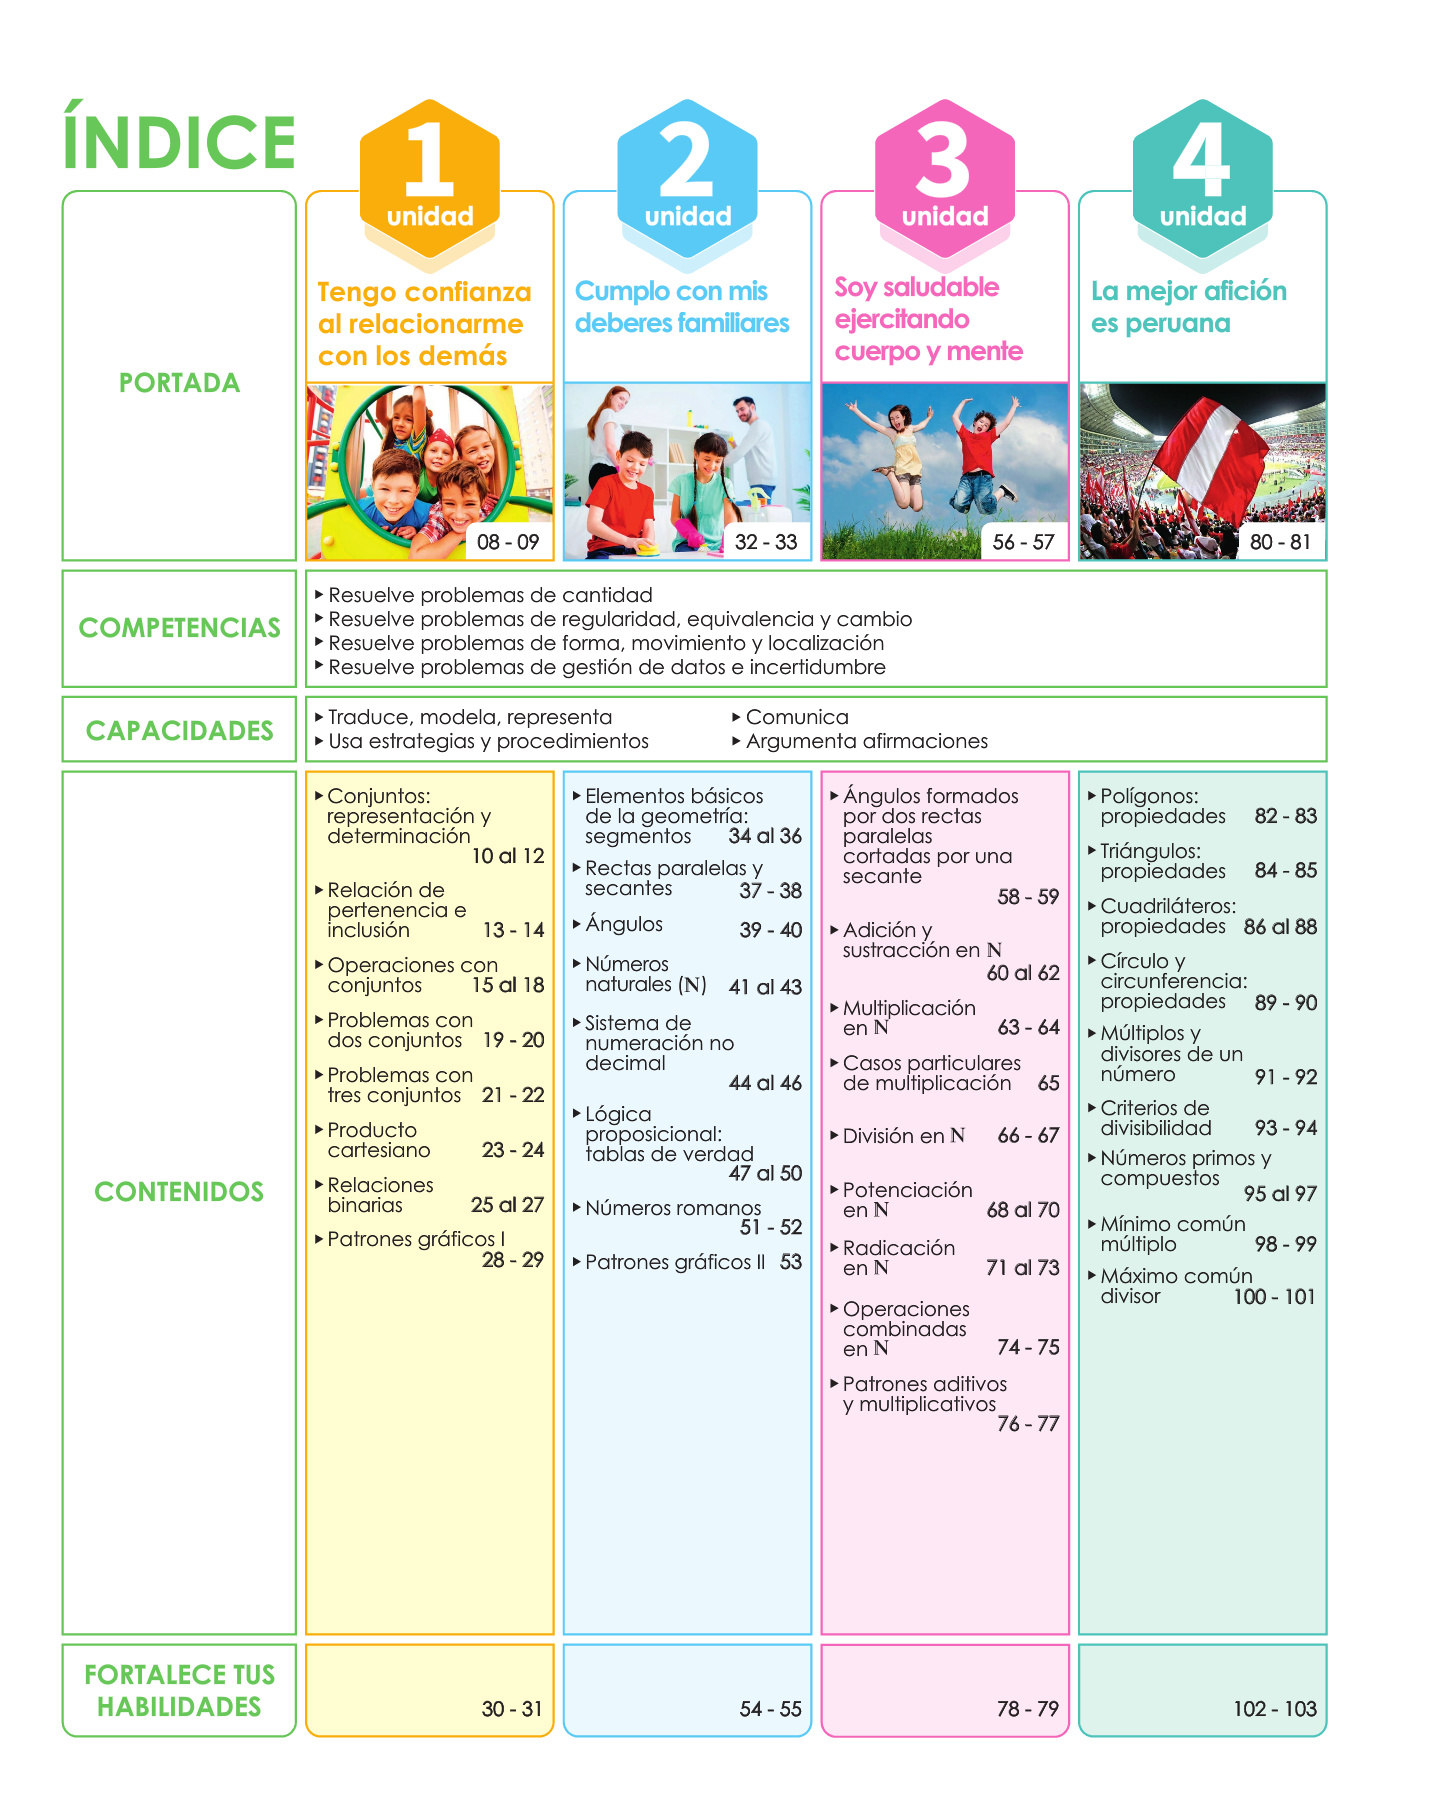 ÍNDICE
1
unidad
2
unidad
3
unidad
4
unidad
PORTADA
Tengo confianza
al relacionarme
con los demás
08 - 09
Cumplo con mis
deberes familiares
32 - 33
Soy saludable
ejercitando
cuerpo y mente
56 - 57
La mejor afición
es peruana
80 - 81
COMPETENCIAS
Resuelve problemas de cantidad
Resuelve problemas de regularidad, equivalencia y cambio
Resuelve problemas de forma, movimiento y localización
Resuelve problemas de gestión de datos e incertidumbre
CAPACIDADES
Traduce, modela, representa
Usa estrategias y procedimientos
Comunica
Argumenta afirmaciones
CONTENIDOS
Conjuntos:
representación y
determinación
10 al 12
Relación de
pertenencia e
inclusión 13 - 14
Operaciones con
conjuntos 15 al 18
Problemas con
dos conjuntos 19 - 20
Problemas con
tres conjuntos 21 - 22
Producto
cartesiano 23 - 24
Relaciones
binarias 25 al 27
Patrones gráficos I
28 - 29
Elementos básicos
de la geometría:
segmentos 34 al 36
Rectas paralelas y
secantes 37 - 38
Ángulos 39 - 40
Números
naturales (N) 41 al 43
Sistema de
numeración no
decimal
44 al 46
Lógica
proposicional:
tablas de verdad
47 al 50
Números romanos
51 - 52
Patrones gráficos II 53
Ángulos formados
por dos rectas
paralelas
cortadas por una
secante
58 - 59
Adición y
sustracción en N
60 al 62
Multiplicación
en N 63 - 64
Casos particulares
de multiplicación 65
División en N 66 - 67
Potenciación
en N 68 al 70
Radicación
en N 71 al 73
Operaciones
combinadas
en N 74 - 75
Patrones aditivos
y multiplicativos
76 - 77
Polígonos:
propiedades 82 - 83
Triángulos:
propiedades 84 - 85
Cuadriláteros:
propiedades 86 al 88
Círculo y
circunferencia:
propiedades 89 - 90
Múltiplos y
divisores de un
número 91 - 92
Criterios de
divisibilidad 93 - 94
Números primos y
compuestos
95 al 97
Mínimo común
múltiplo 98 - 99
Máximo común
divisor 100 - 101
FORTALECE TUS
HABILIDADES
30 - 31
54 - 55
78 - 79
102 - 103